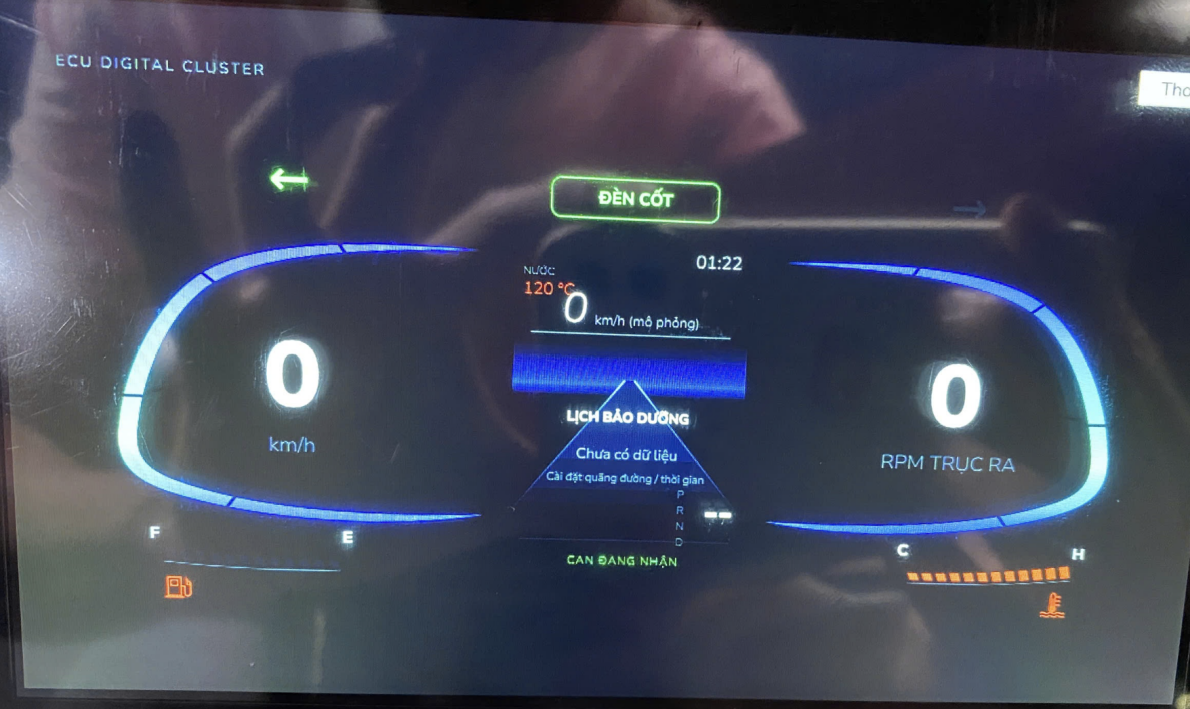 ECU DIGITAL CLUSTER
ĐÈN CỐT
01:22
NƯỚC
120 °C
0 km/h (mô phỏng)
0
km/h
0
RPM TRỤC RA
LỊCH BẢO DƯỠNG
Chưa có dữ liệu
Cài đặt quãng đường / thời gian
P
R
N
D
--
CAN ĐANG NHẬN
F
E
C
H